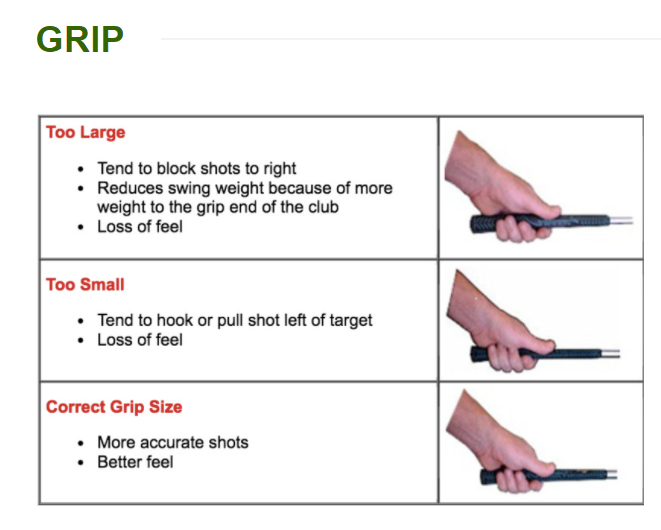 GRIP
Too Large
• Tend to block shots to right
• Reduces swing weight because of more
weight to the grip end of the club
• Loss of feel
Too Small
• Tend to hook or pull shot left of target
• Loss of feel
Correct Grip Size
• More accurate shots
• Better feel